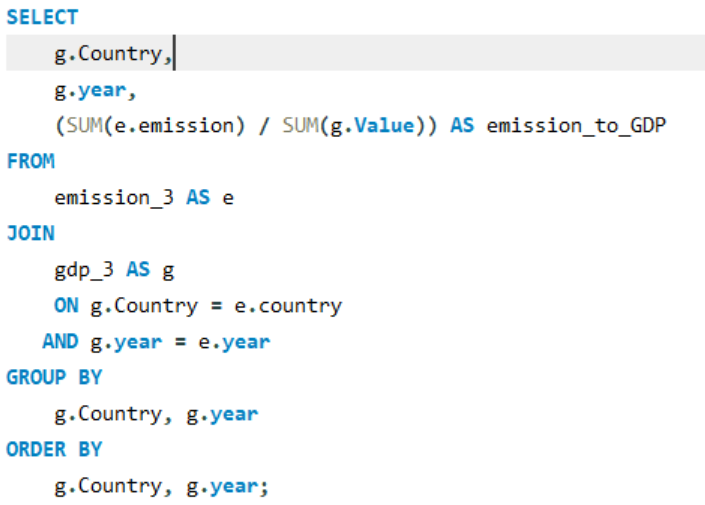 SELECT
g.Country,
g.year,
(SUM(e.emission) / SUM(g.Value)) AS emission_to_GDP
FROM
emission_3 AS e
JOIN
gdp_3 AS g
ON g.Country = e.country
AND g.year = e.year
GROUP BY
g.Country, g.year
ORDER BY
g.Country, g.year;